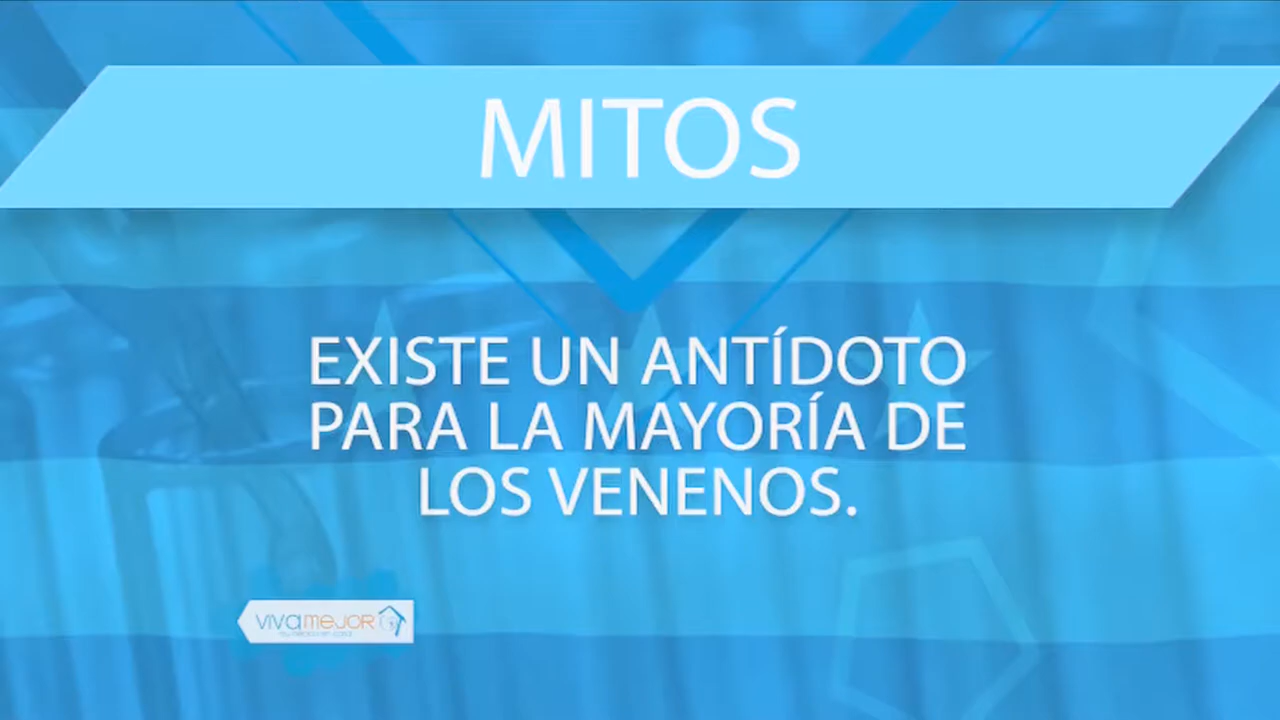 MITOS
EXISTE UN ANTÍDOTO
PARA LA MAYORÍA DE
LOS VENENOS.
VIVAMEJOR